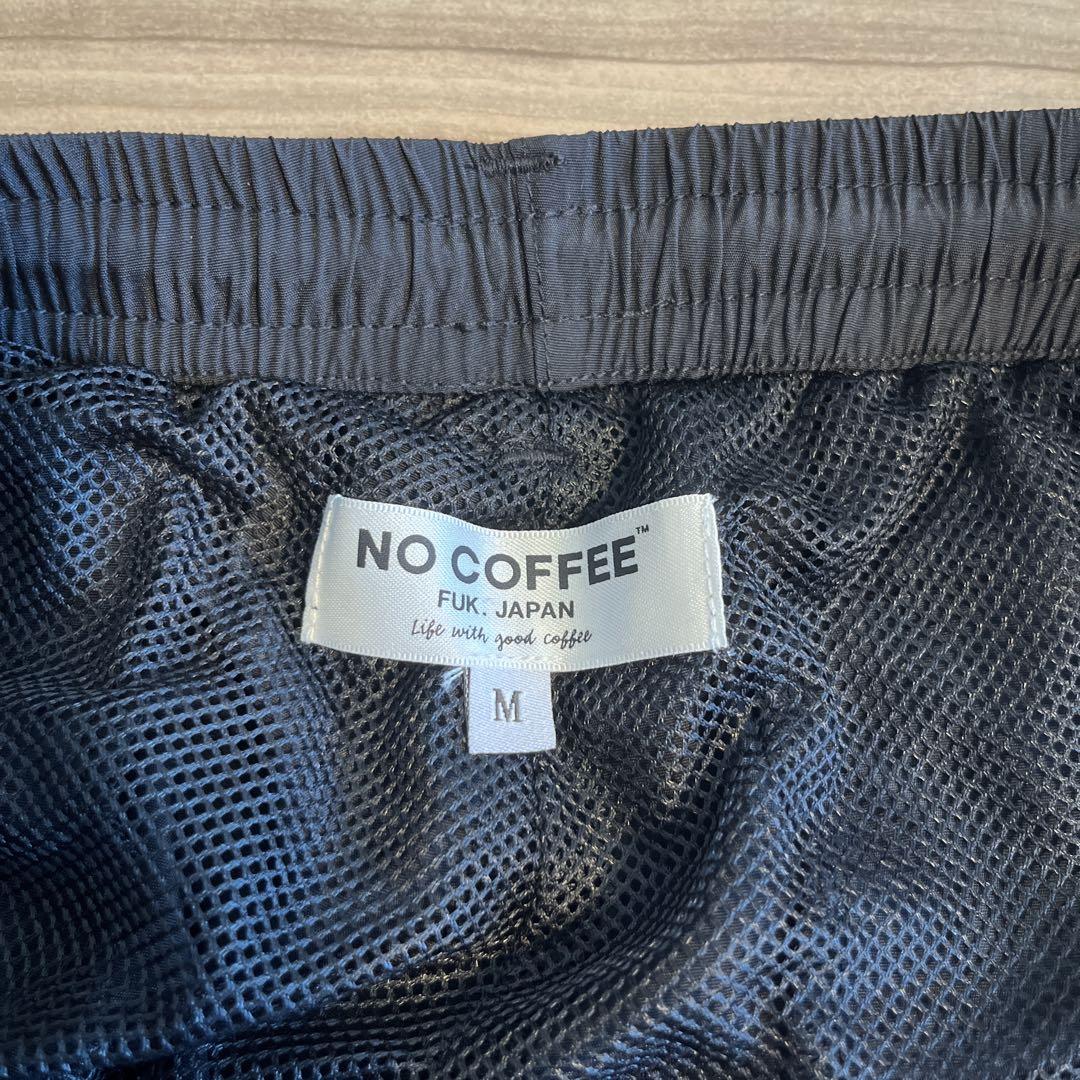 NO COFFEE™
FUK. JAPAN
Life with good coffee
M